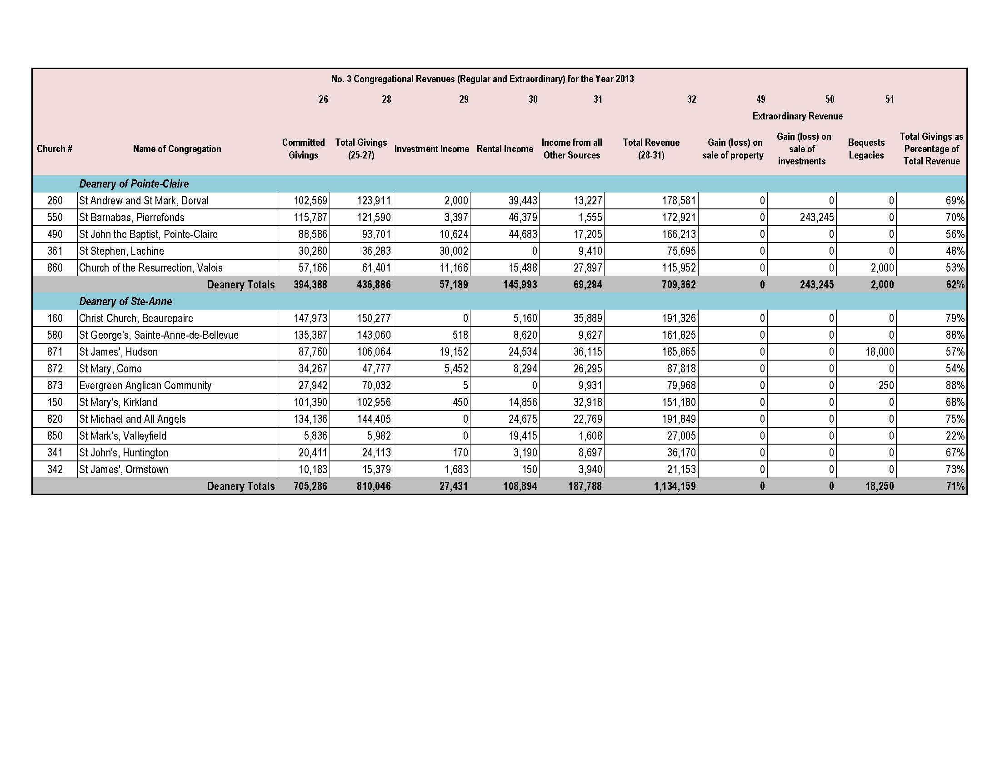 No. 3 Congregational Revenues (Regular and Extraordinary) for the Year 2013
26 28 29 30 31 32 49 50 51
Extraordinary Revenue
Church # Name of Congregation Committed Givings Total Givings (25-27) Investment Income Rental Income Income from all Other Sources Total Revenue (28-31) Gain (loss) on sale of property Gain (loss) on sale of investments Bequests Legacies Total Givings as Percentage of Total Revenue
Deanery of Pointe-Claire
260 St Andrew and St Mark, Dorval 102,569 123,911 2,000 39,443 13,227 178,581 0 0 0 69%
550 St Barnabas, Pierrefonds 115,787 121,590 3,397 46,379 1,555 172,921 0 243,245 0 70%
490 St John the Baptist, Pointe-Claire 88,586 93,701 10,624 44,683 17,205 166,213 0 0 0 56%
361 St Stephen, Lachine 30,280 36,283 30,002 0 9,410 75,695 0 0 0 48%
860 Church of the Resurrection, Valois 57,166 61,401 11,166 15,488 27,897 115,952 0 0 2,000 53%
Deanery Totals 394,388 436,886 57,189 145,993 69,294 709,362 0 243,245 2,000 62%
Deanery of Ste-Anne
160 Christ Church, Beaurepaire 147,973 150,277 0 5,160 35,889 191,326 0 0 0 79%
580 St George's, Sainte-Anne-de-Bellevue 135,387 143,060 518 8,620 9,627 161,825 0 0 0 88%
871 St James', Hudson 87,760 106,064 19,152 24,534 36,115 185,865 0 0 18,000 57%
872 St Mary, Como 34,267 47,777 5,452 8,294 26,295 87,818 0 0 0 54%
873 Evergreen Anglican Community 27,942 70,032 5 0 9,931 79,968 0 0 250 88%
150 St Mary's, Kirkland 101,390 102,956 450 14,856 32,918 151,180 0 0 0 68%
820 St Michael and All Angels 134,136 144,405 0 24,675 22,769 191,849 0 0 0 75%
850 St Mark's, Valleyfield 5,836 5,982 0 19,415 1,608 27,005 0 0 0 22%
341 St John's, Huntington 20,411 24,113 170 3,190 8,697 36,170 0 0 0 67%
342 St James', Ormstown 10,183 15,379 1,683 150 3,940 21,153 0 0 0 73%
Deanery Totals 705,286 810,046 27,431 108,894 187,788 1,134,159 0 0 18,250 71%